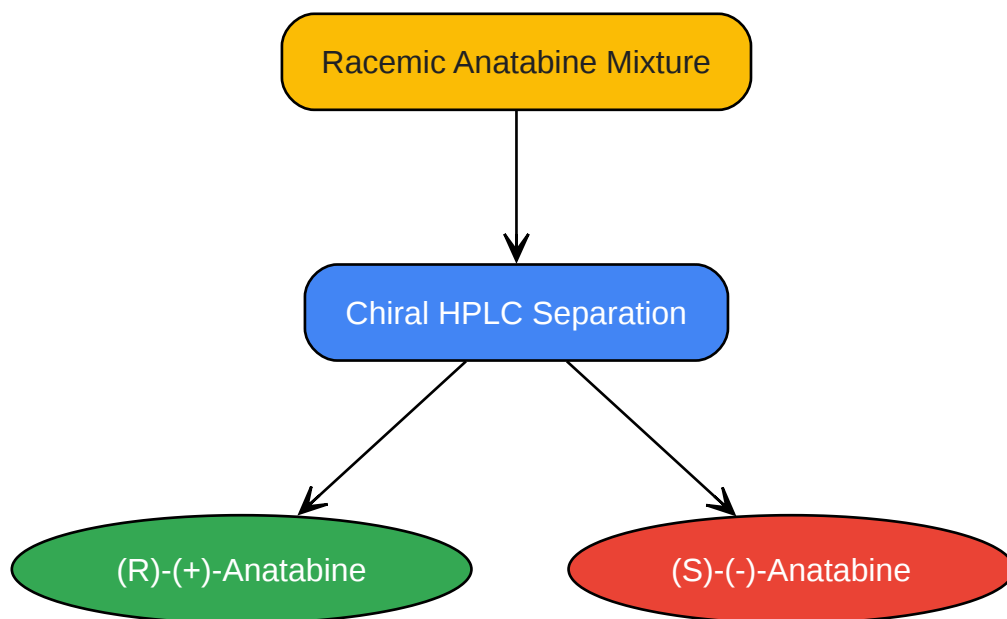 Racemic Anatabine Mixture
Chiral HPLC Separation
(R)-(+)-Anatabine
(S)-(-)-Anatabine